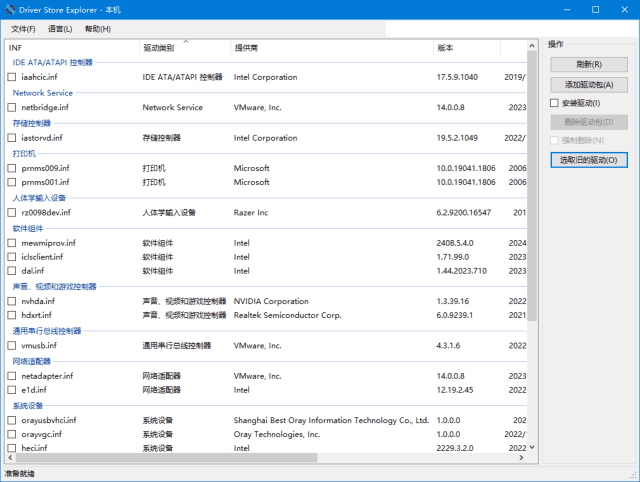 Driver Store Explorer - 本机
文件(F) 语言(L) 帮助(H)
INF 驱动类别 提供商 版本
IDE ATA/ATAPI 控制器
iaahcic.inf IDE ATA/ATAPI 控制器 Intel Corporation 17.5.9.1040 2019/
Network Service
netbridge.inf Network Service VMware, Inc. 14.0.0.8 2023
存储控制器
iastorvd.inf 存储控制器 Intel Corporation 19.5.2.1049 2022/
打印机
prnms009.inf 打印机 Microsoft 10.0.19041.1806 2006
prnms001.inf 打印机 Microsoft 10.0.19041.1806 2006
人体学输入设备
rz0098dev.inf 人体学输入设备 Razer Inc 6.2.9200.16547 201
软件组件
mewmiprov.inf 软件组件 Intel 2408.5.4.0 2024
iclsclient.inf 软件组件 Intel 1.71.99.0 2023
dal.inf 软件组件 Intel 1.44.2023.710 2023
声音、视频和游戏控制器
nvhda.inf 声音、视频和游戏控制器 NVIDIA Corporation 1.3.39.16 2022
hdxrt.inf 声音、视频和游戏控制器 Realtek Semiconductor Corp. 6.0.9239.1 2021
通用串行总线控制器
vmusb.inf 通用串行总线控制器 VMware, Inc. 4.3.1.6 2022
网络适配器
netadapter.inf 网络适配器 VMware, Inc. 14.0.0.8 2023
e1d.inf 网络适配器 Intel 12.19.2.45 2022
系统设备
orayusbvhci.inf 系统设备 Shanghai Best Oray Information Technology Co., Ltd. 1.0.0.0 202
orayvgc.inf 系统设备 Oray Technologies, Inc. 1.0.0.0 2022/
heci.inf 系统设备 Intel 2229.3.2.0 2022/
操作
刷新(R)
添加驱动包(A)
安装驱动(I)
删除驱动包(D)
强制删除(N)
选取旧的驱动(O)
准备就绪